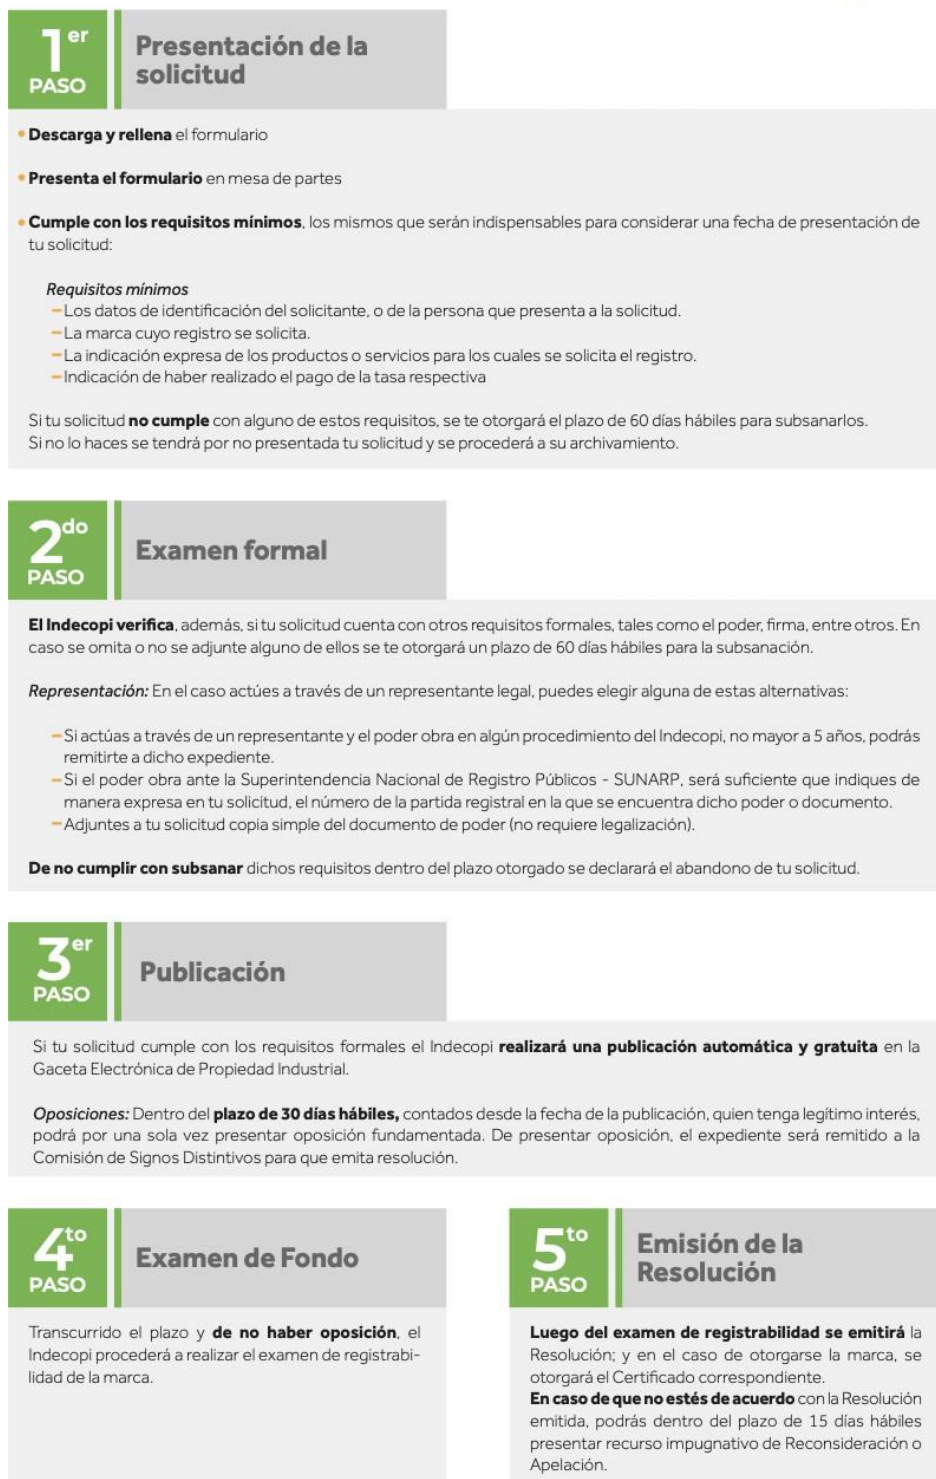 1er
PASO
Presentación de la
solicitud
• Descarga y rellena el formulario
• Presenta el formulario en mesa de partes
• Cumple con los requisitos mínimos, los mismos que serán indispensables para considerar una fecha de presentación de
tu solicitud:
Requisitos mínimos
– Los datos de identificación del solicitante, o de la persona que presenta a la solicitud.
– La marca cuyo registro se solicita.
– La indicación expresa de los productos o servicios para los cuales se solicita el registro.
– Indicación de haber realizado el pago de la tasa respectiva
Si tu solicitud no cumple con alguno de estos requisitos, se te otorgará el plazo de 60 días hábiles para subsanarlos.
Si no lo haces se tendrá por no presentada tu solicitud y se procederá a su archivamiento.
2do
PASO
Examen formal
El Indecopi verifica, además, si tu solicitud cuenta con otros requisitos formales, tales como el poder, firma, entre otros. En
caso se omita o no se adjunte alguno de ellos se te otorgará un plazo de 60 días hábiles para la subsanación.
Representación: En el caso actúes a través de un representante legal, puedes elegir alguna de estas alternativas:
– Si actúas a través de un representante y el poder obra en algún procedimiento del Indecopi, no mayor a 5 años, podrás
remitirte a dicho expediente.
– Si el poder obra ante la Superintendencia Nacional de Registro Públicos - SUNARP, será suficiente que indiques de
manera expresa en tu solicitud, el número de la partida registral en la que se encuentra dicho poder o documento.
– Adjuntes a tu solicitud copia simple del documento de poder (no requiere legalización).
De no cumplir con subsanar dichos requisitos dentro del plazo otorgado se declarará el abandono de tu solicitud.
3er
PASO
Publicación
Si tu solicitud cumple con los requisitos formales el Indecopi realizará una publicación automática y gratuita en la
Gaceta Electrónica de Propiedad Industrial.
Oposiciones: Dentro del plazo de 30 días hábiles, contados desde la fecha de la publicación, quien tenga legítimo interés,
podrá por una sola vez presentar oposición fundamentada. De presentar oposición, el expediente será remitido a la
Comisión de Signos Distintivos para que emita resolución.
4to
PASO
Examen de Fondo
Transcurrido el plazo y de no haber oposición, el
Indecopi procederá a realizar el examen de registrabi-
lidad de la marca.
5to
PASO
Emisión de la
Resolución
Luego del examen de registrabilidad se emitirá la
Resolución; y en el caso de otorgarse la marca, se
otorgará el Certificado correspondiente.
En caso de que no estés de acuerdo con la Resolución
emitida, podrás dentro del plazo de 15 días hábiles
presentar recurso impugnativo de Reconsideración o
Apelación.